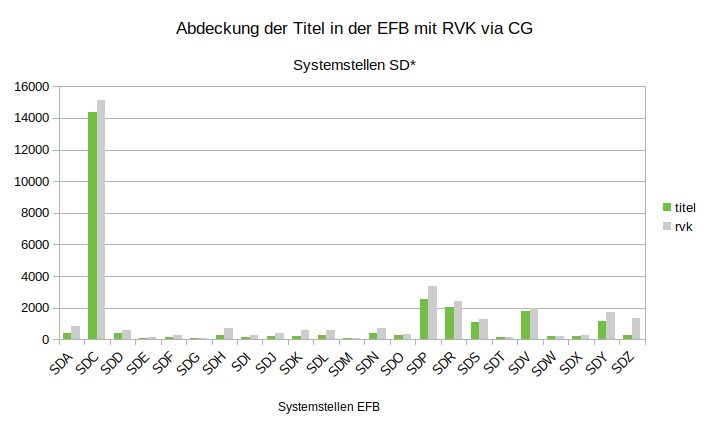 Abdeckung der Titel in der EFB mit RVK via CG
Systemstellen SD*
16000
14000
12000
10000
8000
6000
4000
2000
0
titel
rvk
SDA SDC SDD SDE SDF SDG SDH SDI SDJ SDK SDL SDM SDN SDO SDP SDR SDS SDT SDV SDW SDX SDY SDZ
Systemstellen EFB